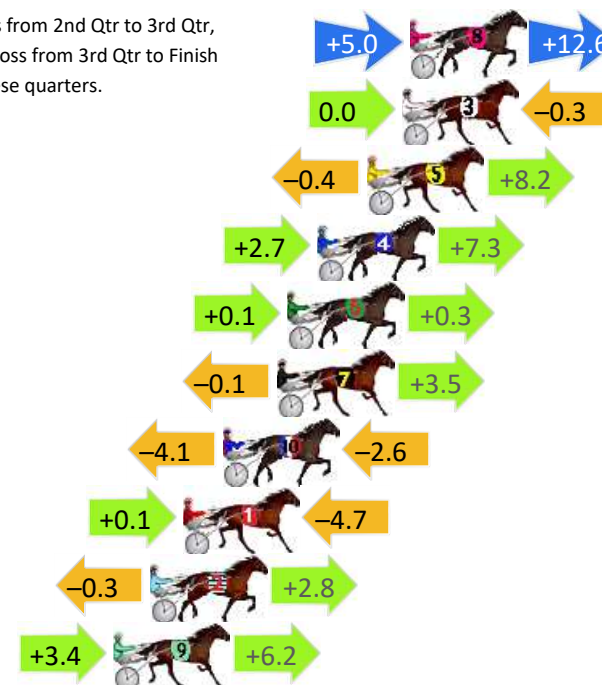 s from 2nd Qtr to 3rd Qtr,
oss from 3rd Qtr to Finish
se quarters.
+5.0 8 +12.6
0.0 3 –0.3
–0.4 5 +8.2
+2.7 4 +7.3
+0.1 6 +0.3
–0.1 7 +3.5
–4.1 10 –2.6
+0.1 1 –4.7
–0.3 2 +2.8
+3.4 9 +6.2